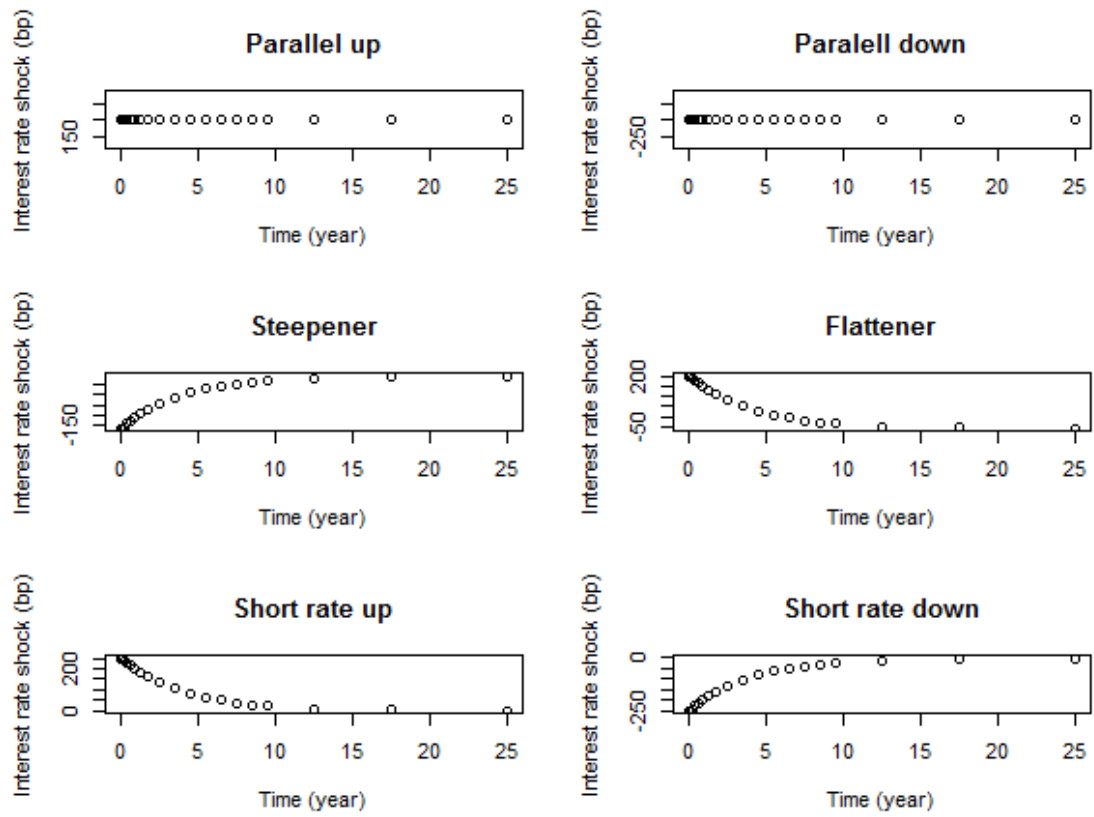 Parallel up
Interest rate shock (bp)
150
0 5 10 15 20 25
Time (year)
Paralell down
Interest rate shock (bp)
-250
0 5 10 15 20 25
Time (year)
Steepener
Interest rate shock (bp)
-150
0 5 10 15 20 25
Time (year)
Flattener
Interest rate shock (bp)
200
-50
0 5 10 15 20 25
Time (year)
Short rate up
Interest rate shock (bp)
200
0
0 5 10 15 20 25
Time (year)
Short rate down
Interest rate shock (bp)
0
-250
0 5 10 15 20 25
Time (year)